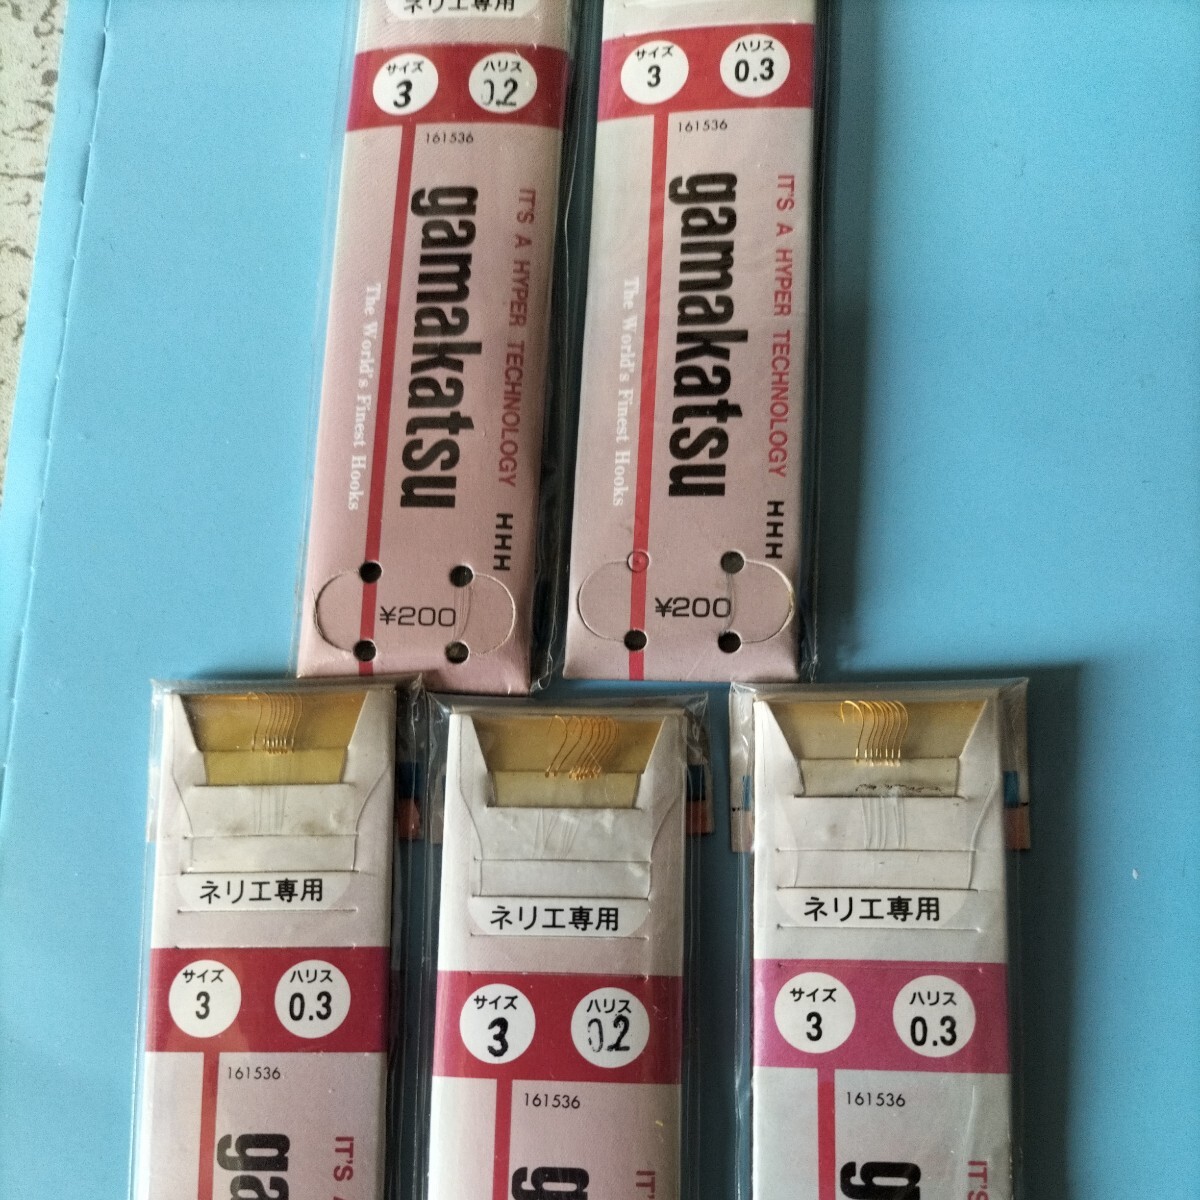 ネリエ専用
サイズ
3
ハリス
0.2
161536
gamakatsu
IT'S A HYPER TECHNOLOGY
HHH
The World's Finest Hooks
¥200
サイズ
3
ハリス
0.3
161536
gamakatsu
IT'S A HYPER TECHNOLOGY
HHH
The World's Finest Hooks
¥200
ネリエ専用
サイズ
3
ハリス
0.3
161536
ga
IT'S
ネリエ専用
サイズ
3
ハリス
0.2
161536
g
IT'
ネリエ専用
サイズ
3
ハリス
0.3
161536
g
IT'S